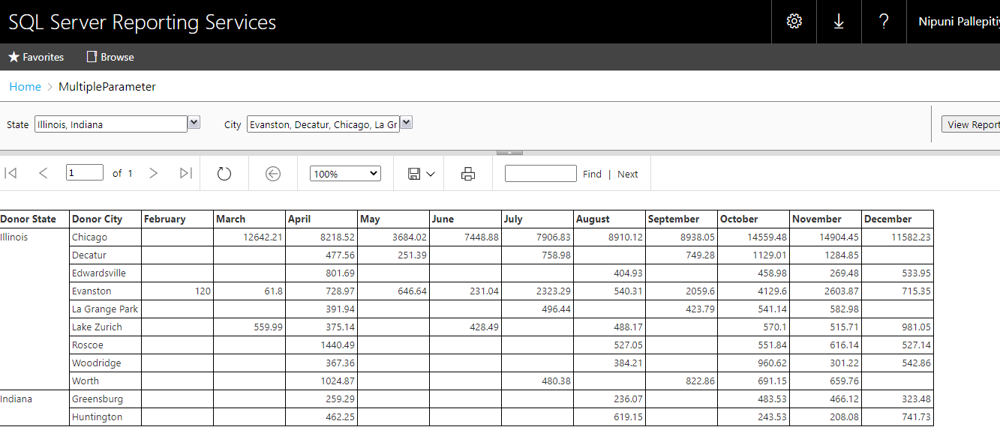 SQL Server Reporting Services
? Nipuni Pallepitiy
Favorites Browse
Home > MultipleParameter
State Illinois, Indiana City Evanston, Decatur, Chicago, La Gr View Report
1 of 1 100% Find | Next
Donor State Donor City February March April May June July August September October November December
Illinois Chicago 12642.21 8218.52 3684.02 7448.88 7906.83 8910.12 8938.05 14559.48 14904.45 11582.23
Decatur 477.56 251.39 758.98 749.28 1129.01 1284.85
Edwardsville 801.69 404.93 458.98 269.48 533.95
Evanston 120 61.8 728.97 646.64 231.04 2323.29 540.31 2059.6 4129.6 2603.87 715.35
La Grange Park 391.94 496.44 423.79 541.14 582.98
Lake Zurich 559.99 375.14 428.49 488.17 570.1 515.71 981.05
Roscoe 1440.49 527.05 551.84 616.14 527.14
Woodridge 367.36 384.21 960.62 301.22 542.86
Worth 1024.87 480.38 822.86 691.15 659.76
Indiana Greensburg 259.29 236.07 483.53 466.12 323.48
Huntington 462.25 619.15 243.53 208.08 741.73